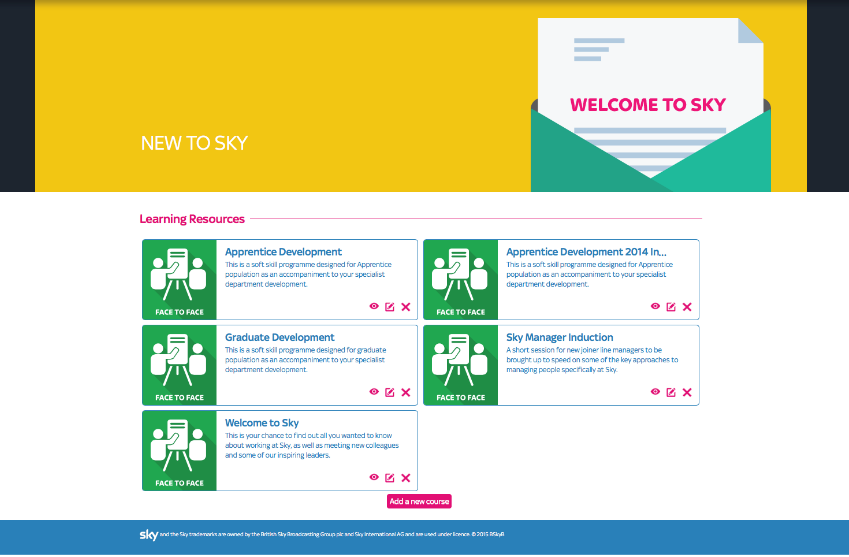 WELCOME TO SKY
NEW TO SKY
Learning Resources
Apprentice Development
This is a soft skill programme designed for Apprentice
population as an accompaniment to your specialist
department development.
FACE TO FACE
Apprentice Development 2014 In...
This is a soft skill programme designed for Apprentice
population as an accompaniment to your specialist
department development.
FACE TO FACE
Graduate Development
This is a soft skill programme designed for graduate
population as an accompaniment to your specialist
department development.
FACE TO FACE
Sky Manager Induction
A short session for new joiner line managers to be
brought up to speed on some of the key approaches to
managing people specifically at Sky.
FACE TO FACE
Welcome to Sky
This is your chance to find out all you wanted to know
about working at Sky, as well as meeting new colleagues
and some of our inspiring leaders.
FACE TO FACE
Add a new course
sky and the Sky trademarks are owned by the British Sky Broadcasting Group plc and Sky International AG and are used under licence. © 2015 BSkyB